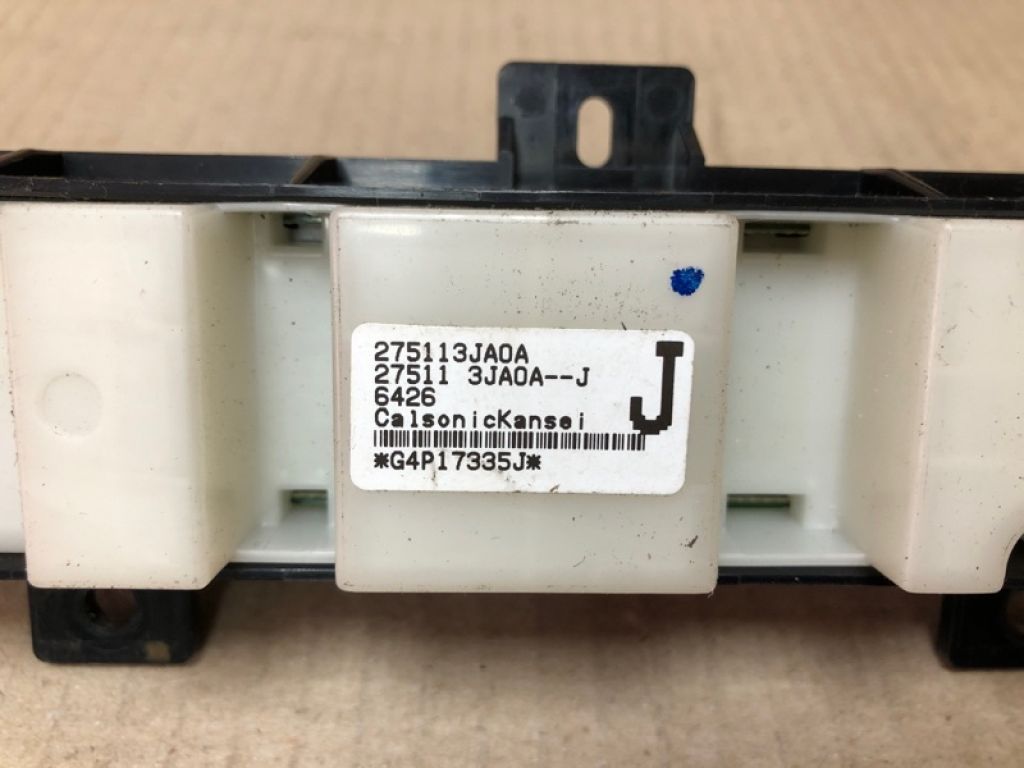 275113JA0A
27511 3JA0A--J
6426
CalsonicKansei
*G4P17335J*
J